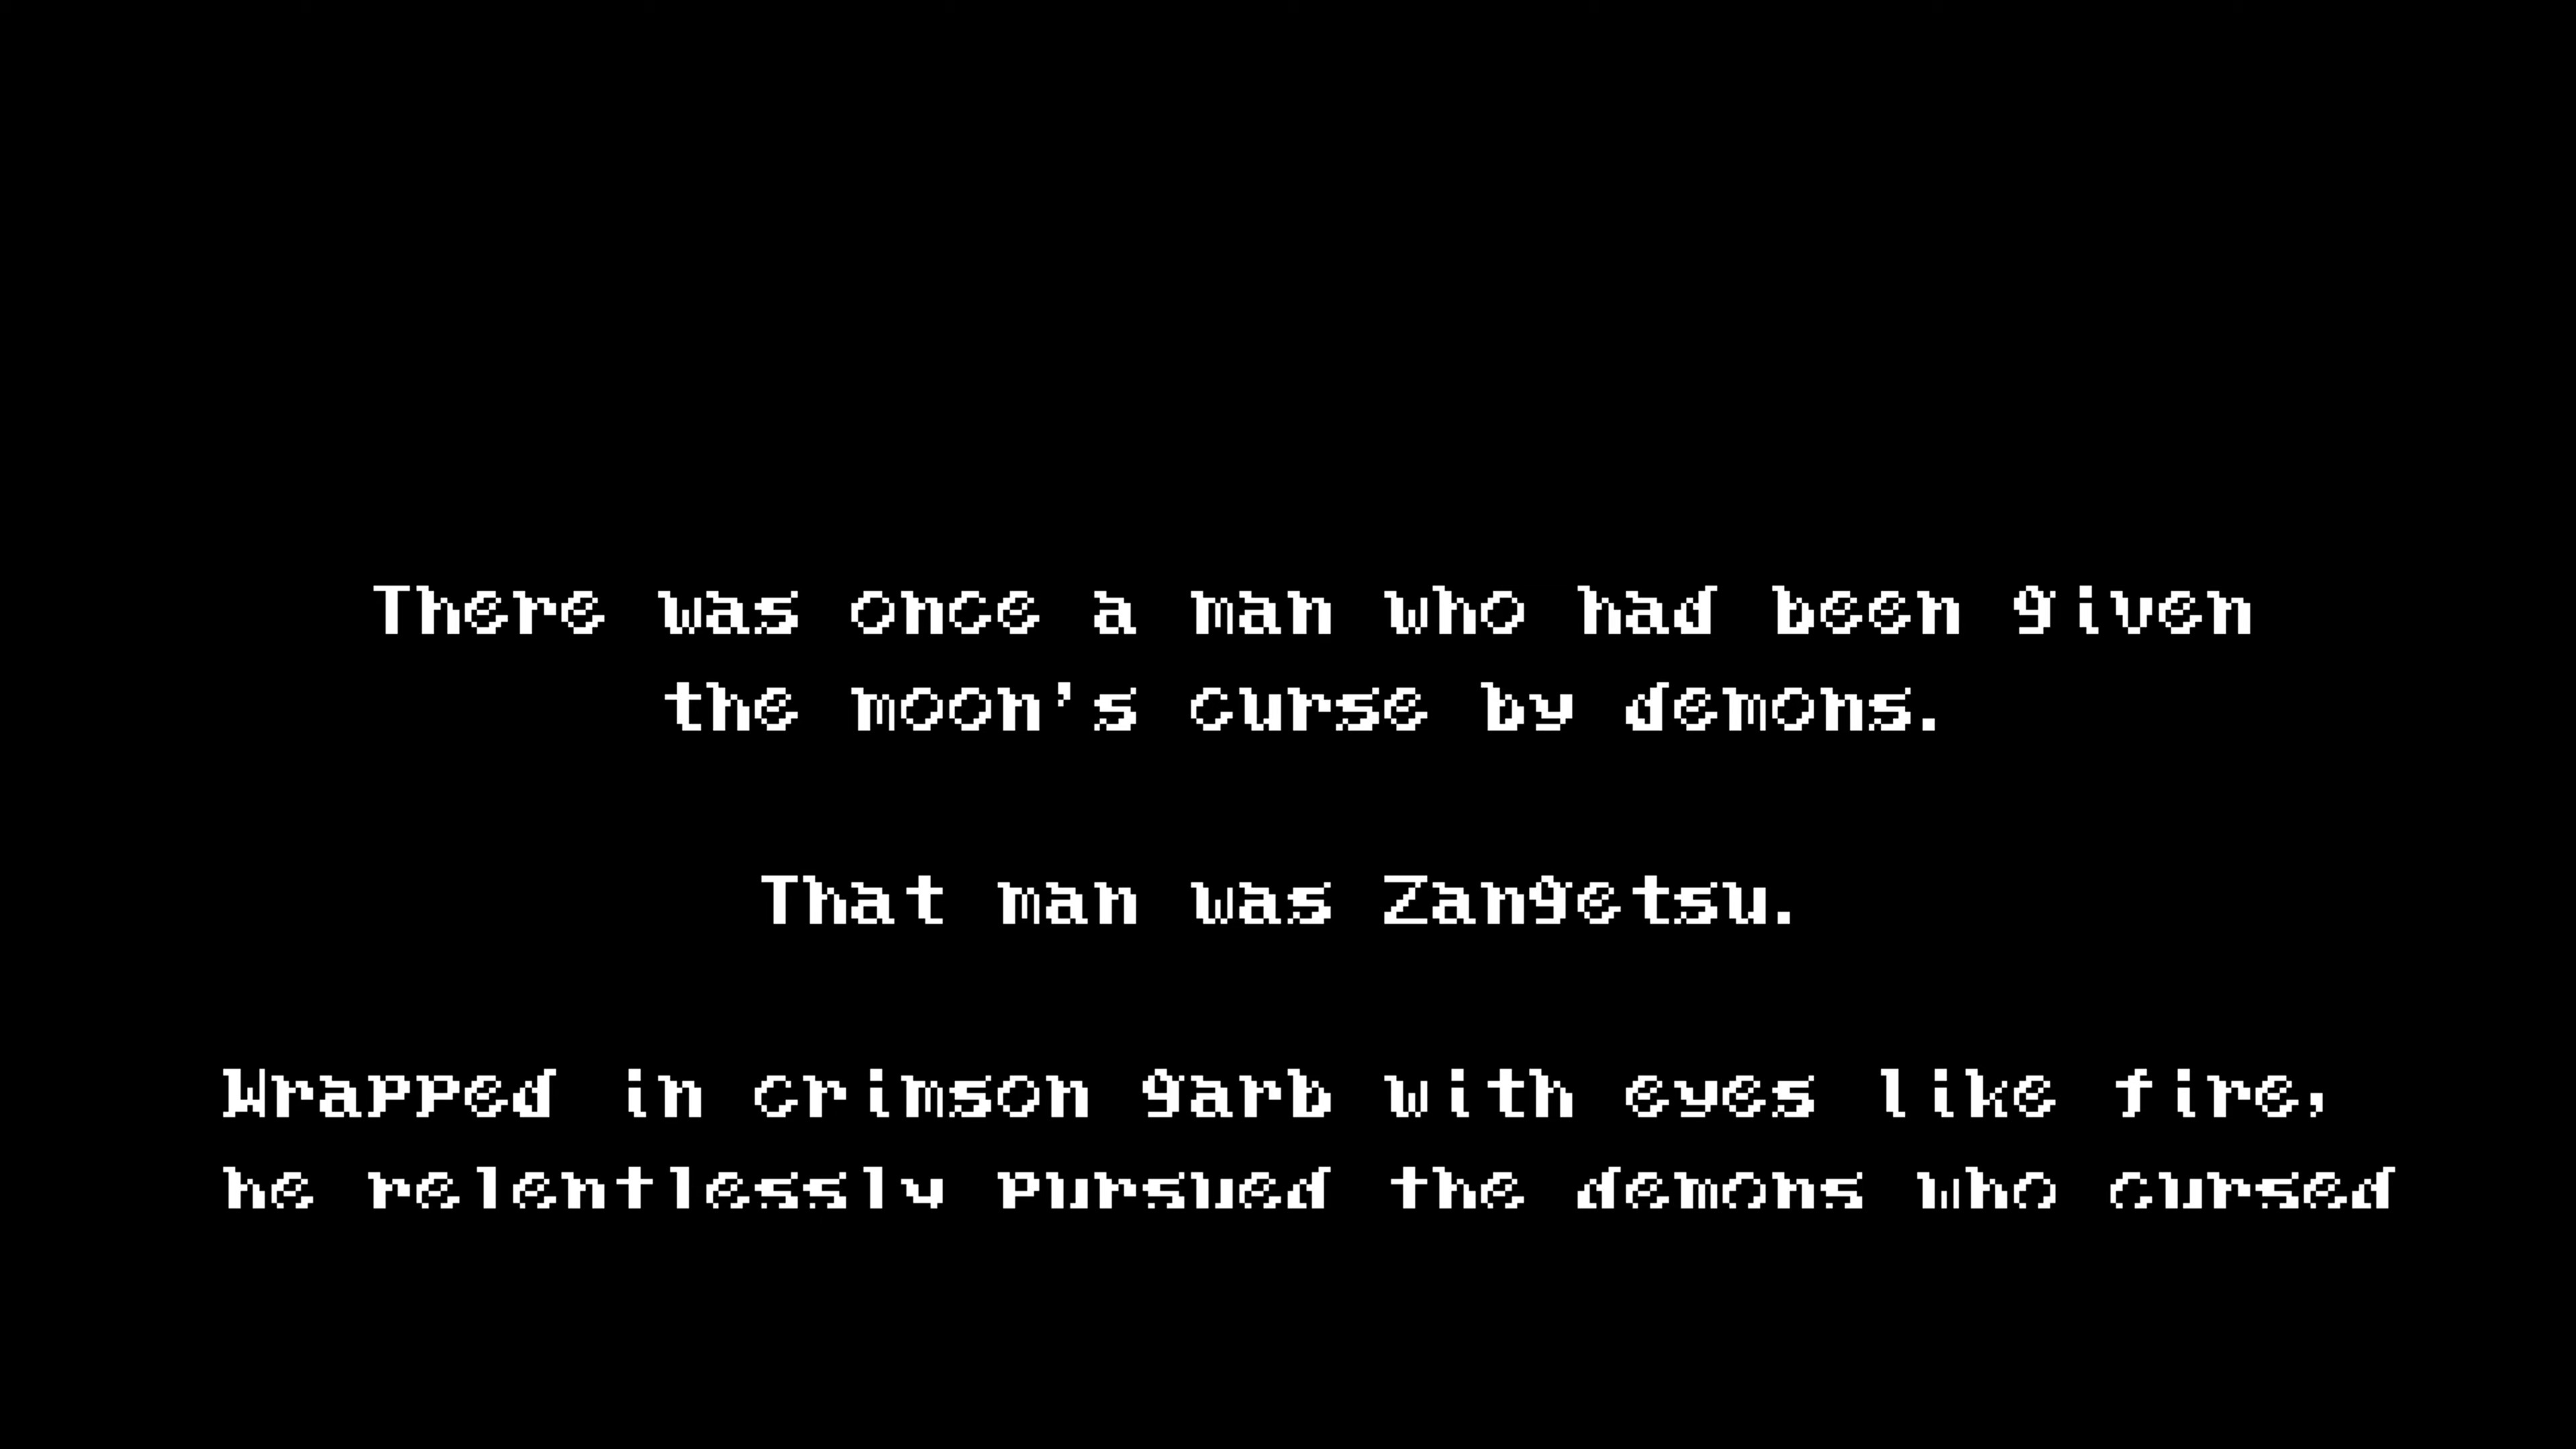 There was once a man who had been given
the moon's curse by demons.
That man was Zangetsu.
Wrapped in crimson garb with eyes like fire,
he relentlessly pursued the demons who cursed